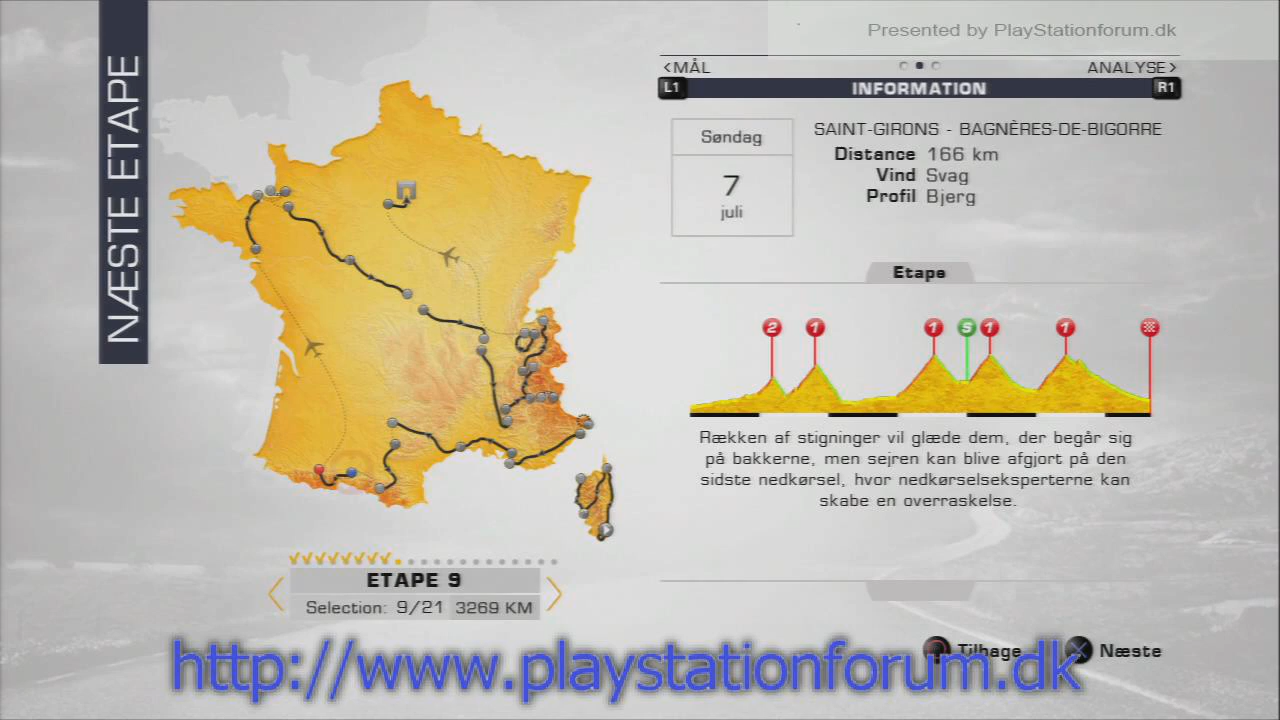 NÆSTE ETAPE
Presented by PlayStationforum.dk
<MÅL
ANALYSE>
L1
INFORMATION
R1
Søndag
7
juli
SAINT-GIRONS - BAGNÈRES-DE-BIGORRE
Distance 166 km
Vind Svag
Profil Bjerg
Etape
2 1 1 S 1 1
Rækken af stigninger vil glæde dem, der begår sig
på bakkerne, men sejren kan blive afgjort på den
sidste nedkørsel, hvor nedkørselseksperterne kan
skabe en overraskelse.
ETAPE 9
Selection: 9/21 3269 KM
Tilbage
Næste
http://www.playstationforum.dk